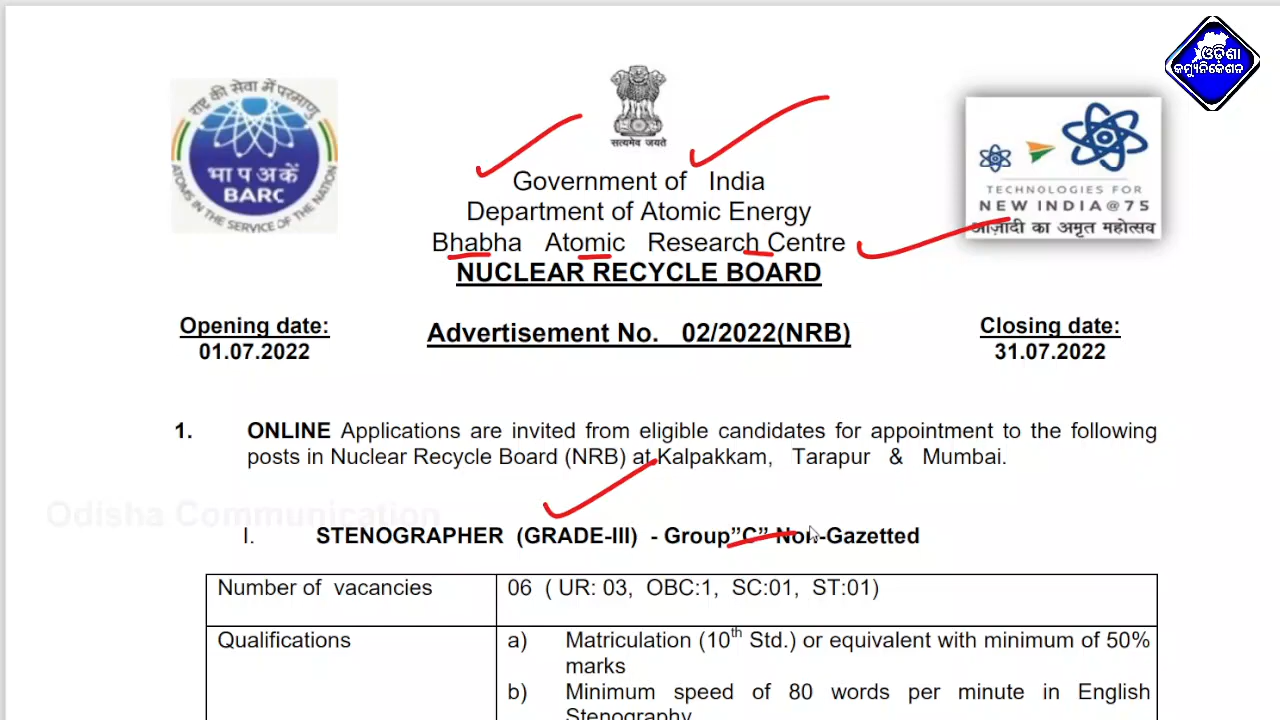 ଓଡ଼ିଶା
କମ୍ୟୁନିକେଶନ
राष्ट्र की सेवा में परमाणु
भा प अ कें
BARC
ATOMS IN THE SERVICE OF THE NATION
सत्यमेव जयते
TECHNOLOGIES FOR
NEW INDIA@75
आज़ादी का अमृत महोत्सव
Government of India
Department of Atomic Energy
Bhabha Atomic Research Centre
NUCLEAR RECYCLE BOARD
Opening date:
01.07.2022
Advertisement No. 02/2022(NRB)
Closing date:
31.07.2022
1. ONLINE Applications are invited from eligible candidates for appointment to the following
posts in Nuclear Recycle Board (NRB) at Kalpakkam, Tarapur & Mumbai.
Odisha Communication
I. STENOGRAPHER (GRADE-III) - Group”C” Non-Gazetted
Number of vacancies 06 ( UR: 03, OBC:1, SC:01, ST:01)
Qualifications a) Matriculation (10th Std.) or equivalent with minimum of 50%
marks
b) Minimum speed of 80 words per minute in English
Stenography